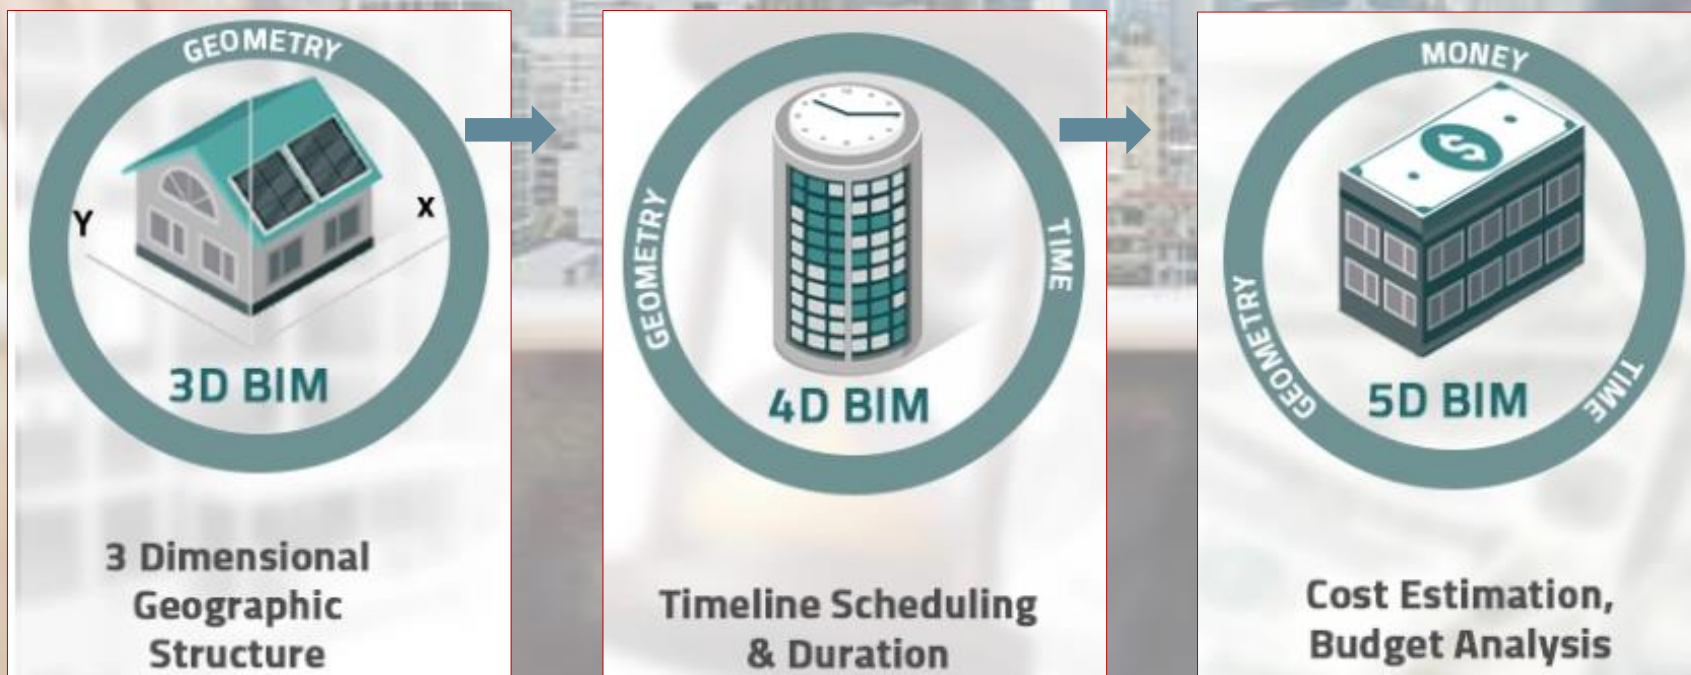 GEOMETRY
Y
X
3D BIM
3 Dimensional
Geographic
Structure
GEOMETRY
TIME
4D BIM
Timeline Scheduling
& Duration
MONEY
$
GEOMETRY
TIME
5D BIM
Cost Estimation,
Budget Analysis